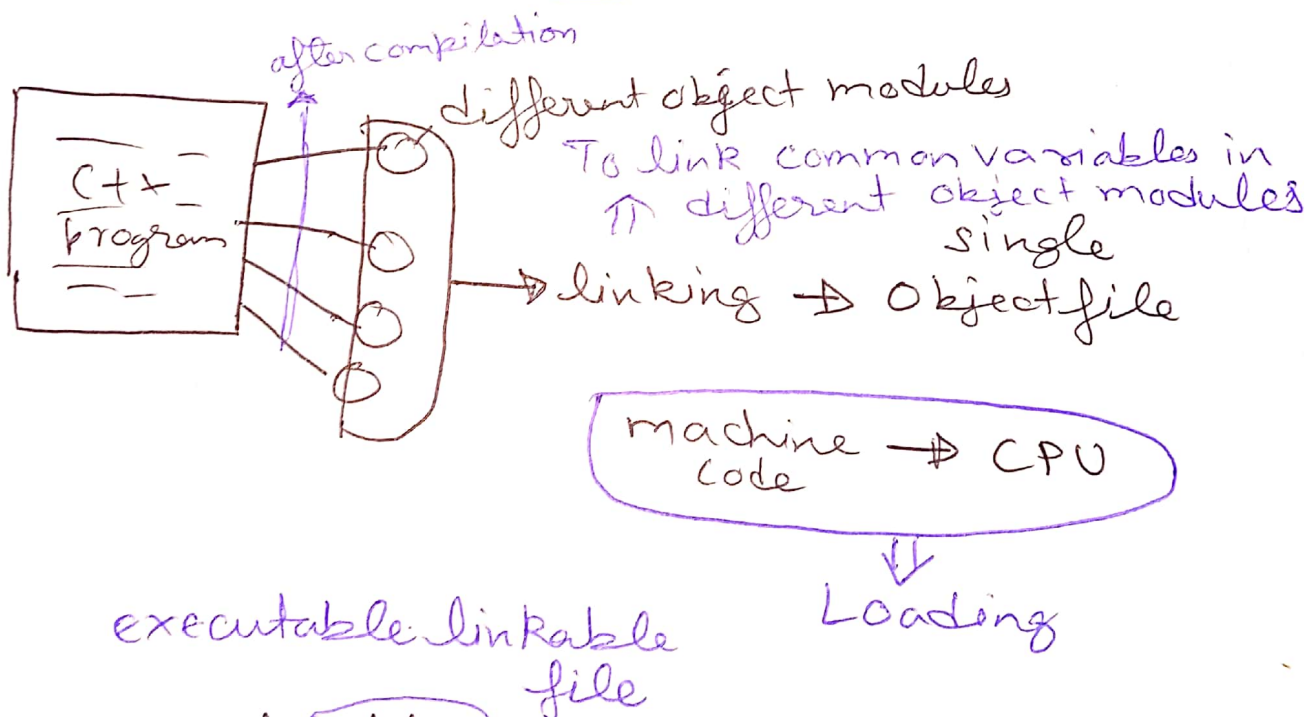 after compilation
different object modules
To link common variables in
⇑ different object modules
C++
program
single
linking → Object file
machine → CPU
code
⇓
Loading
executable linkable
file